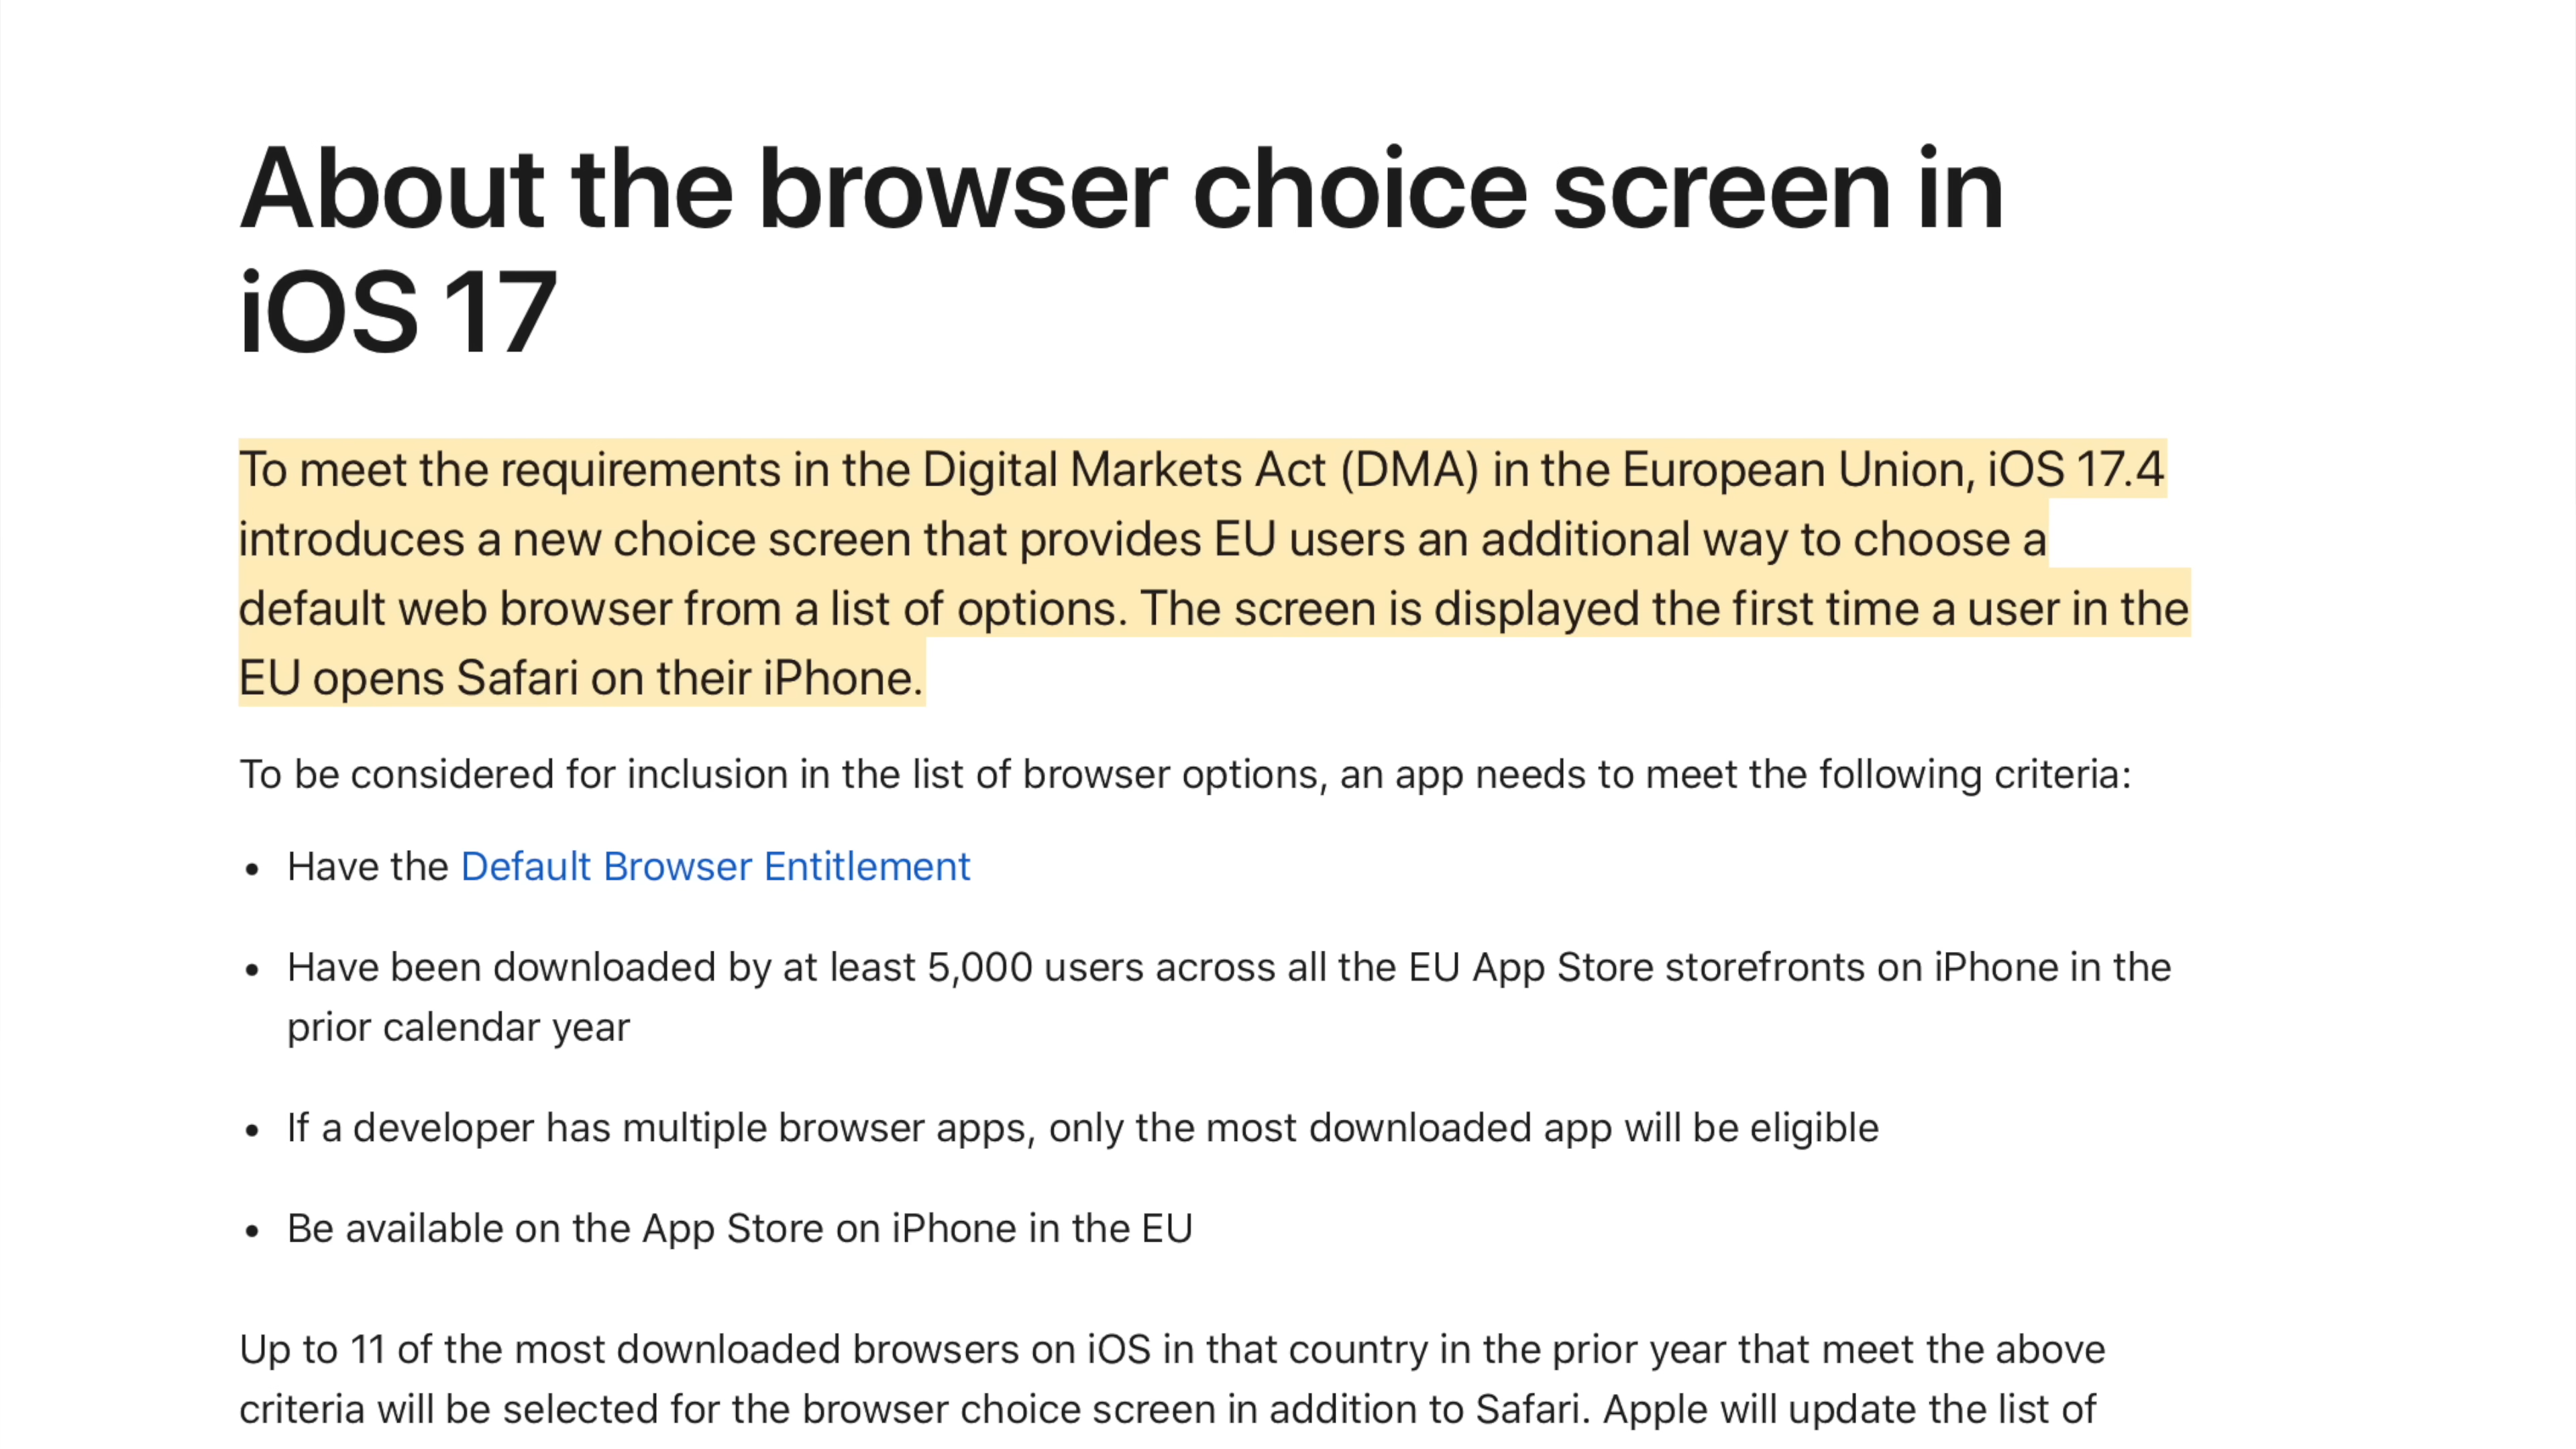 About the browser choice screen in
iOS 17
To meet the requirements in the Digital Markets Act (DMA) in the European Union, iOS 17.4
introduces a new choice screen that provides EU users an additional way to choose a
default web browser from a list of options. The screen is displayed the first time a user in the
EU opens Safari on their iPhone.
To be considered for inclusion in the list of browser options, an app needs to meet the following criteria:
• Have the Default Browser Entitlement
• Have been downloaded by at least 5,000 users across all the EU App Store storefronts on iPhone in the
prior calendar year
• If a developer has multiple browser apps, only the most downloaded app will be eligible
• Be available on the App Store on iPhone in the EU
Up to 11 of the most downloaded browsers on iOS in that country in the prior year that meet the above
criteria will be selected for the browser choice screen in addition to Safari. Apple will update the list of